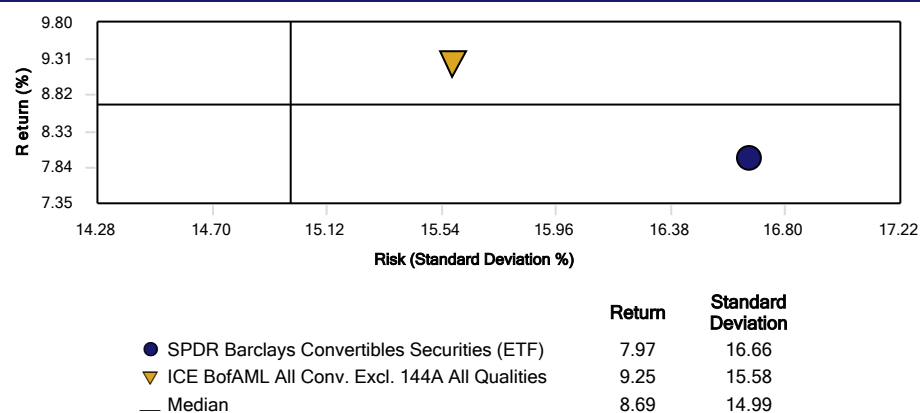 9.80
9.31
8.82
8.33
7.84
7.35
Return (%)
14.28 14.70 15.12 15.54 15.96 16.38 16.80 17.22
Risk (Standard Deviation %)
Return Standard Deviation
SPDR Barclays Convertibles Securities (ETF) 7.97 16.66
ICE BofAML All Conv. Excl. 144A All Qualities 9.25 15.58
Median 8.69 14.99